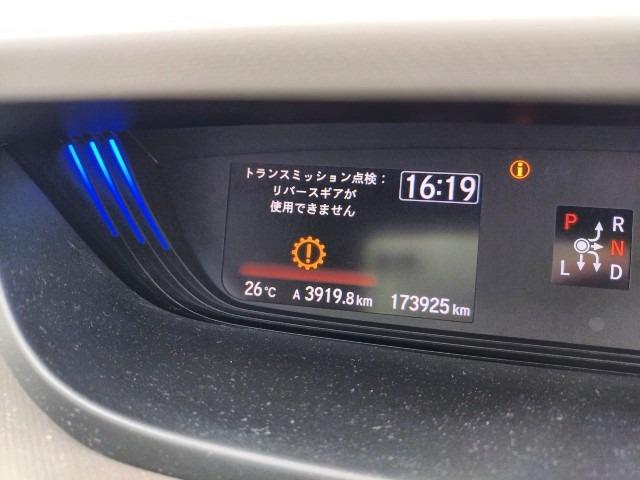 トランスミッション点検:
リバースギアが
使用できません
16:19
26℃ A 3919.8 km 173925 km
P R
N
L D